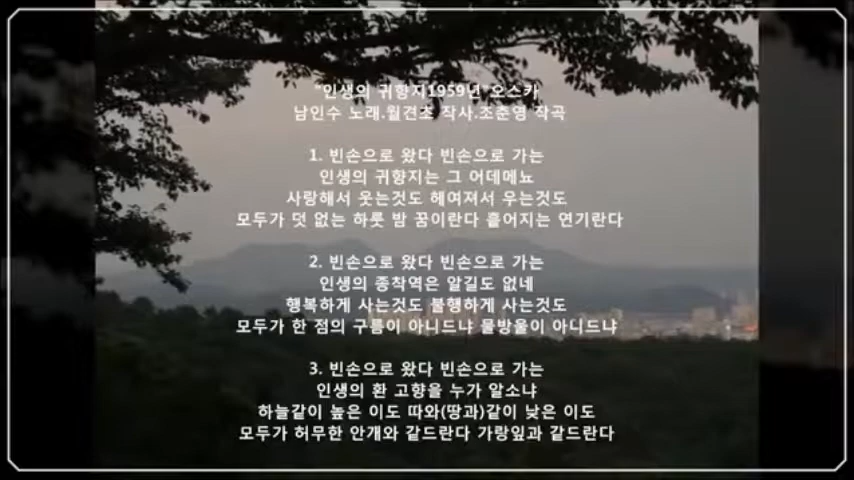 "인생의 귀향지1959년"오스카
남인수 노래.월견초 작사.조춘영 작곡
1. 빈손으로 왔다 빈손으로 가는
인생의 귀향지는 그 어데메뇨
사랑해서 웃는것도 헤여져서 우는것도
모두가 덧 없는 하룻 밤 꿈이란다 흩어지는 연기란다
2. 빈손으로 왔다 빈손으로 가는
인생의 종착역은 알길도 없네
행복하게 사는것도 불행하게 사는것도
모두가 한 점의 구름이 아니드냐 물방울이 아니드냐
3. 빈손으로 왔다 빈손으로 가는
인생의 환 고향을 누가 알소냐
하늘같이 높은 이도 따와(땅과)같이 낮은 이도
모두가 허무한 안개와 같드란다 가랑잎과 같드란다